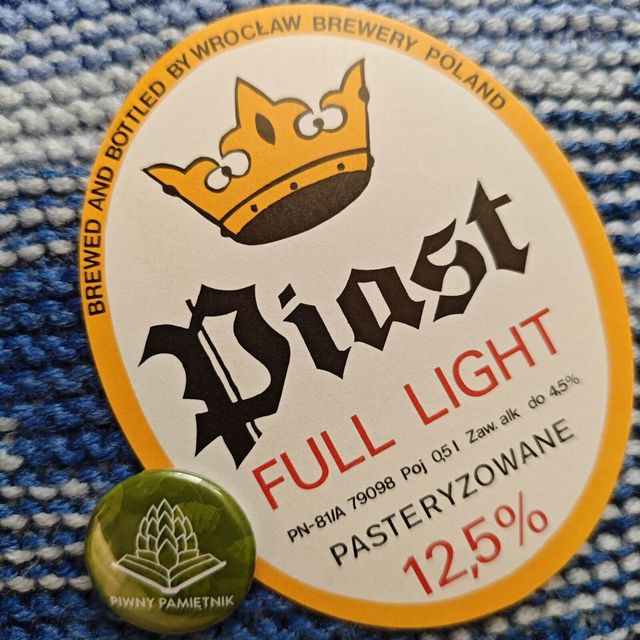 BREWED AND BOTTLED BY WROCŁAW BREWERY POLAND
Piast
FULL LIGHT
PN-81/A 79098 Poj 0,5 l Zaw. alk do 4,5%
PASTERYZOWANE
12,5%
PIWNY PAMIĘTNIK